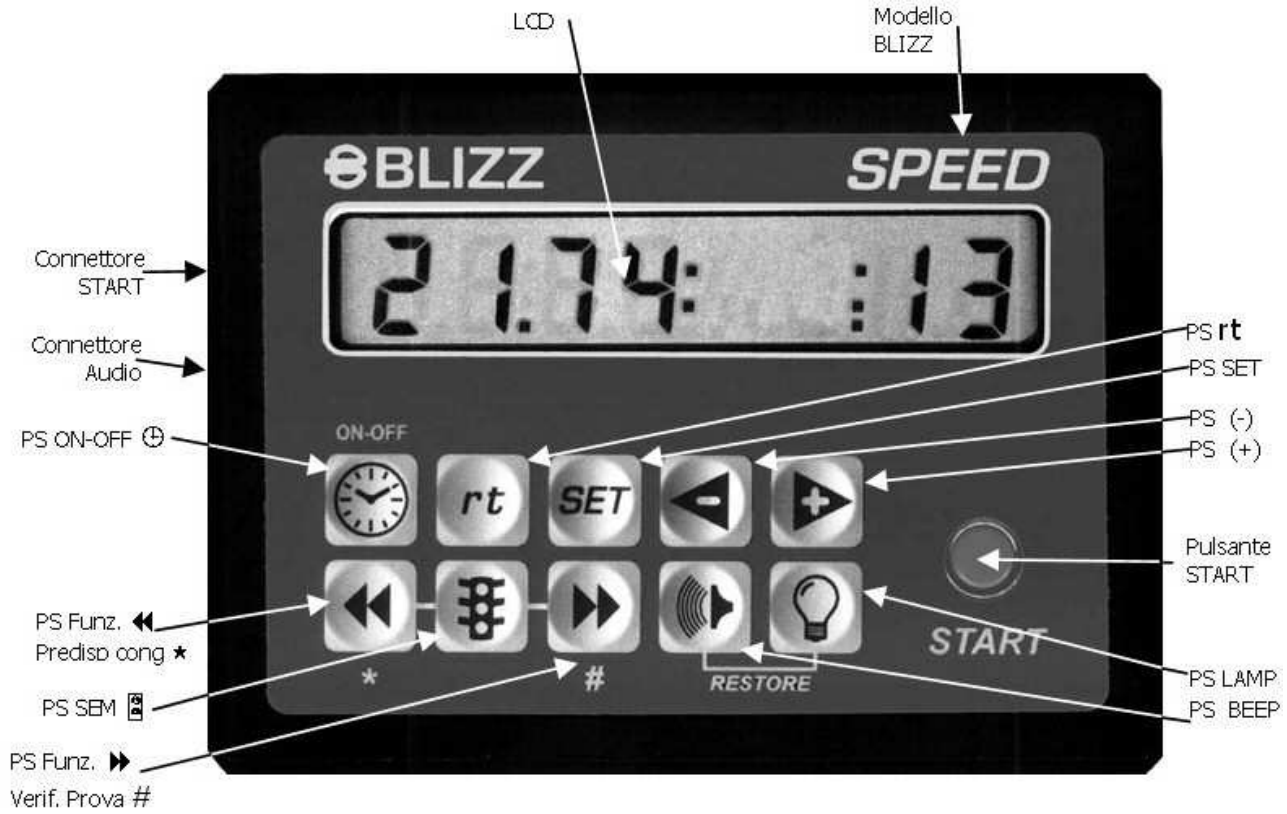 LCD
Modello
BLIZZ
BLIZZ
SPEED
21.74: :13
Connettore
START
Connettore
Audio
PS rt
PS SET
PS (-)
PS (+)
PS ON-OFF
ON-OFF
rt
SET
-
+
Pulsante
START
START
PS Funz.
Predisp cong *
*
#
RESTORE
PS SEM
PS LAMP
PS BEEP
PS Funz.
Verif. Prova #